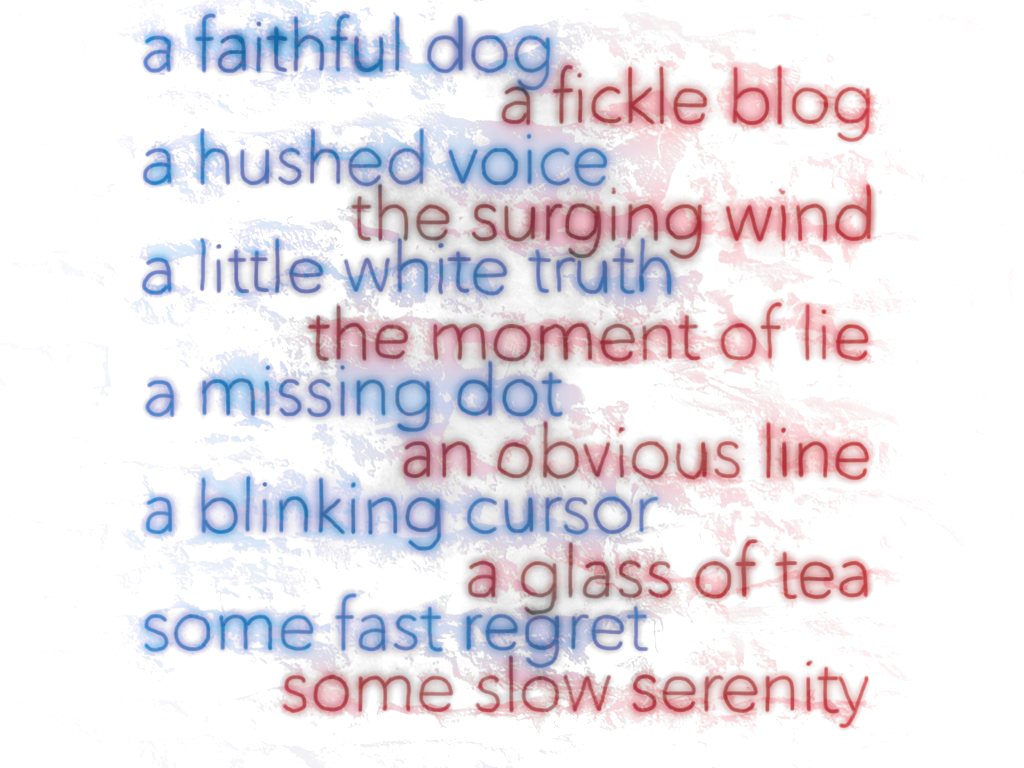 a faithful dog
a fickle blog
a hushed voice
the surging wind
a little white truth
the moment of lie
a missing dot
an obvious line
a blinking cursor
a glass of tea
some fast regret
some slow serenity